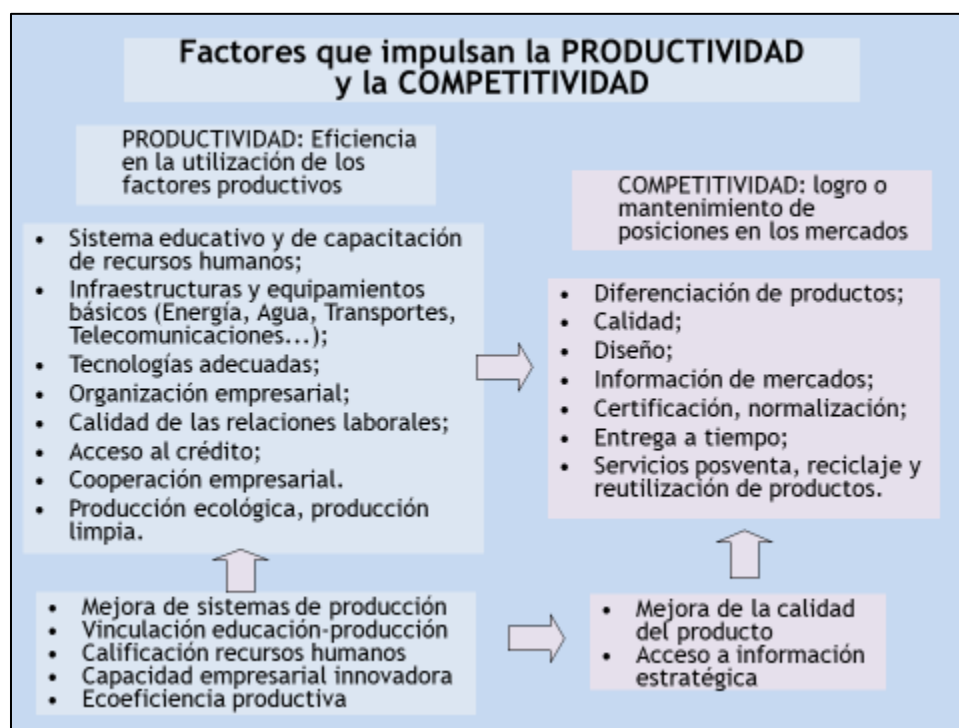 Factores que impulsan la PRODUCTIVIDAD
y la COMPETITIVIDAD
PRODUCTIVIDAD: Eficiencia
en la utilización de los
factores productivos
• Sistema educativo y de capacitación
de recursos humanos;
• Infraestructuras y equipamientos
básicos (Energía, Agua, Transportes,
Telecomunicaciones...);
• Tecnologías adecuadas;
• Organización empresarial;
• Calidad de las relaciones laborales;
• Acceso al crédito;
• Cooperación empresarial.
• Producción ecológica, producción
limpia.
COMPETITIVIDAD: logro o
mantenimiento de
posiciones en los mercados
• Diferenciación de productos;
• Calidad;
• Diseño;
• Información de mercados;
• Certificación, normalización;
• Entrega a tiempo;
• Servicios posventa, reciclaje y
reutilización de productos.
• Mejora de sistemas de producción
• Vinculación educación-producción
• Calificación recursos humanos
• Capacidad empresarial innovadora
• Ecoeficiencia productiva
• Mejora de la calidad
del producto
• Acceso a información
estratégica